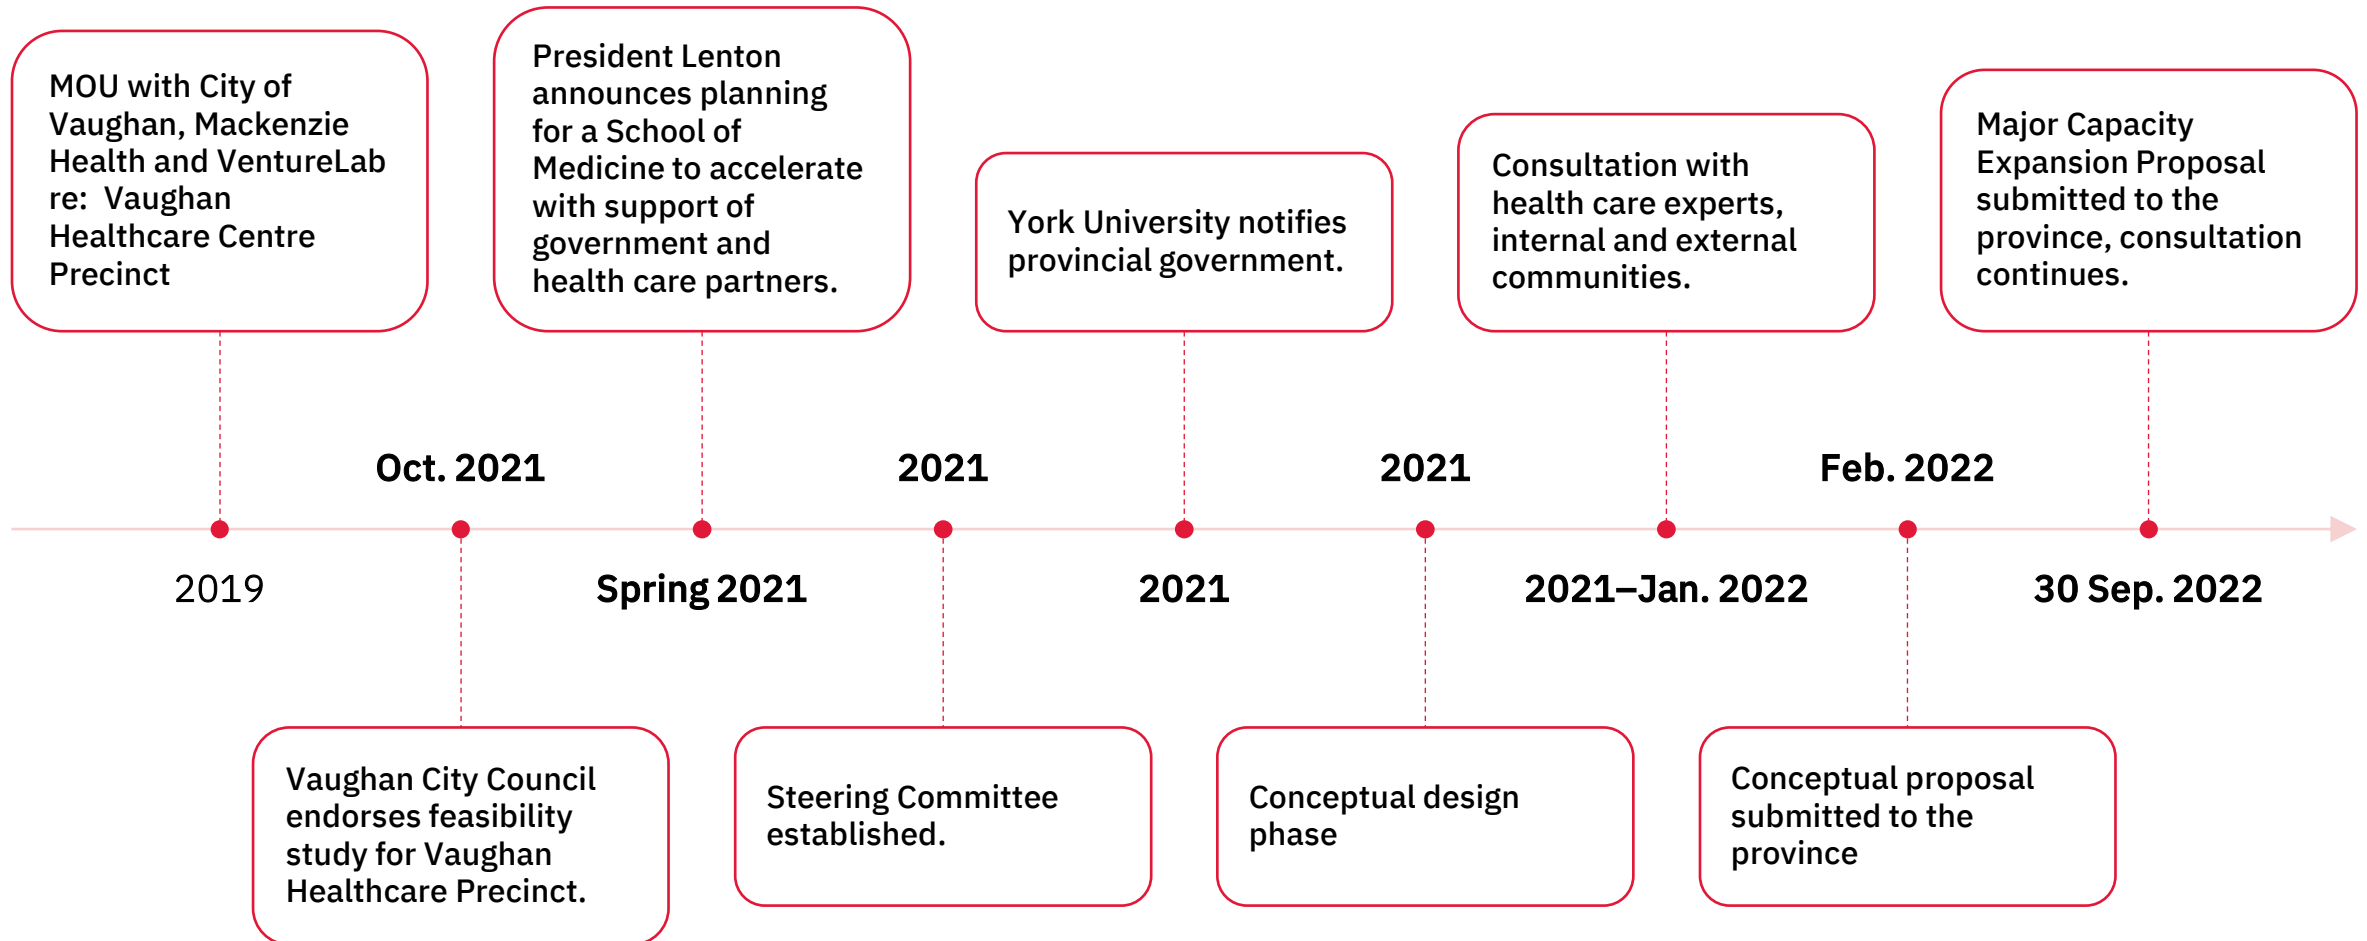 MOU with City of
Vaughan, Mackenzie
Health and VentureLab
re:  Vaughan
Healthcare Centre
Precinct
President Lenton
announces planning
for a School of
Medicine to accelerate
with support of
government and
health care partners.
York University notifies
provincial government.
Consultation with
health care experts,
internal and external
communities.
Major Capacity
Expansion Proposal
submitted to the
province, consultation
continues.
Oct. 2021
2021
2021
Feb. 2022
2019
Spring 2021
2021
2021–Jan. 2022
30 Sep. 2022
Vaughan City Council
endorses feasibility
study for Vaughan
Healthcare Precinct.
Steering Committee
established.
Conceptual design
phase
Conceptual proposal
submitted to the
province